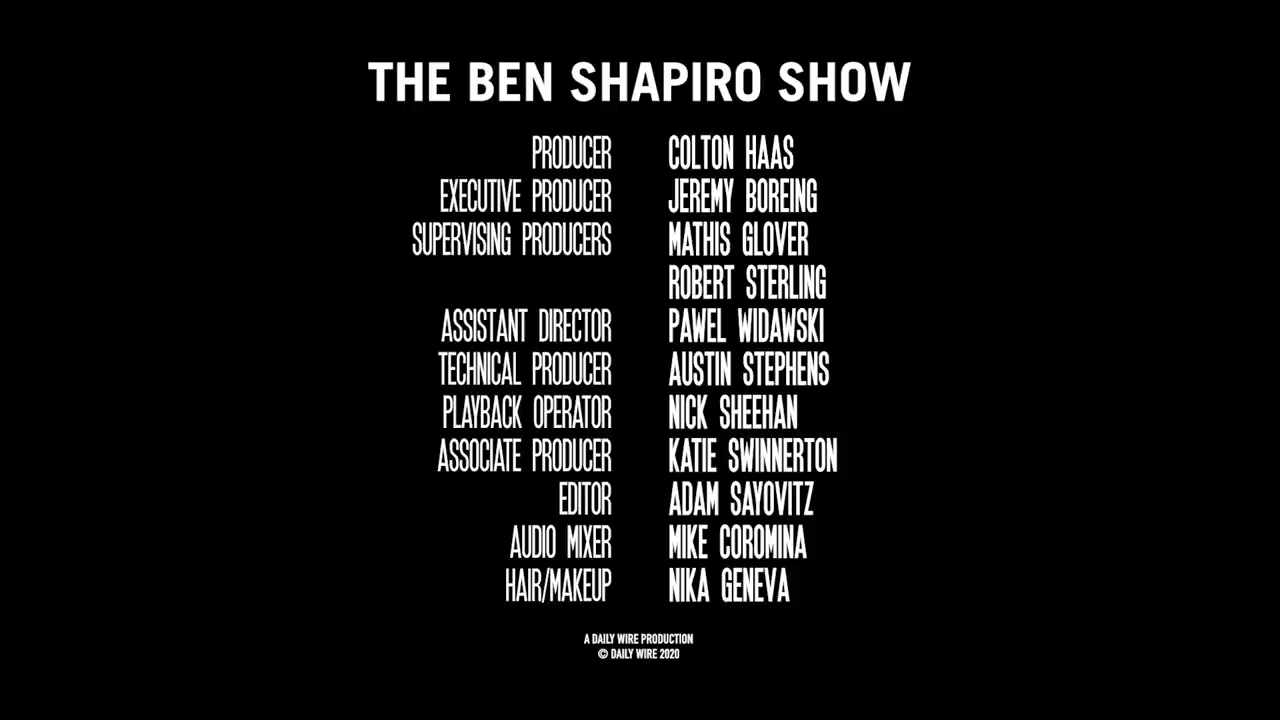 THE BEN SHAPIRO SHOW
PRODUCER COLTON HAAS
EXECUTIVE PRODUCER JEREMY BOREING
SUPERVISING PRODUCERS MATHIS GLOVER
ROBERT STERLING
ASSISTANT DIRECTOR PAWEL WIDAWSKI
TECHNICAL PRODUCER AUSTIN STEPHENS
PLAYBACK OPERATOR NICK SHEEHAN
ASSOCIATE PRODUCER KATIE SWINNERTON
EDITOR ADAM SAYOVITZ
AUDIO MIXER MIKE COROMINA
HAIR/MAKEUP NIKA GENEVA
A DAILY WIRE PRODUCTION
© DAILY WIRE 2020